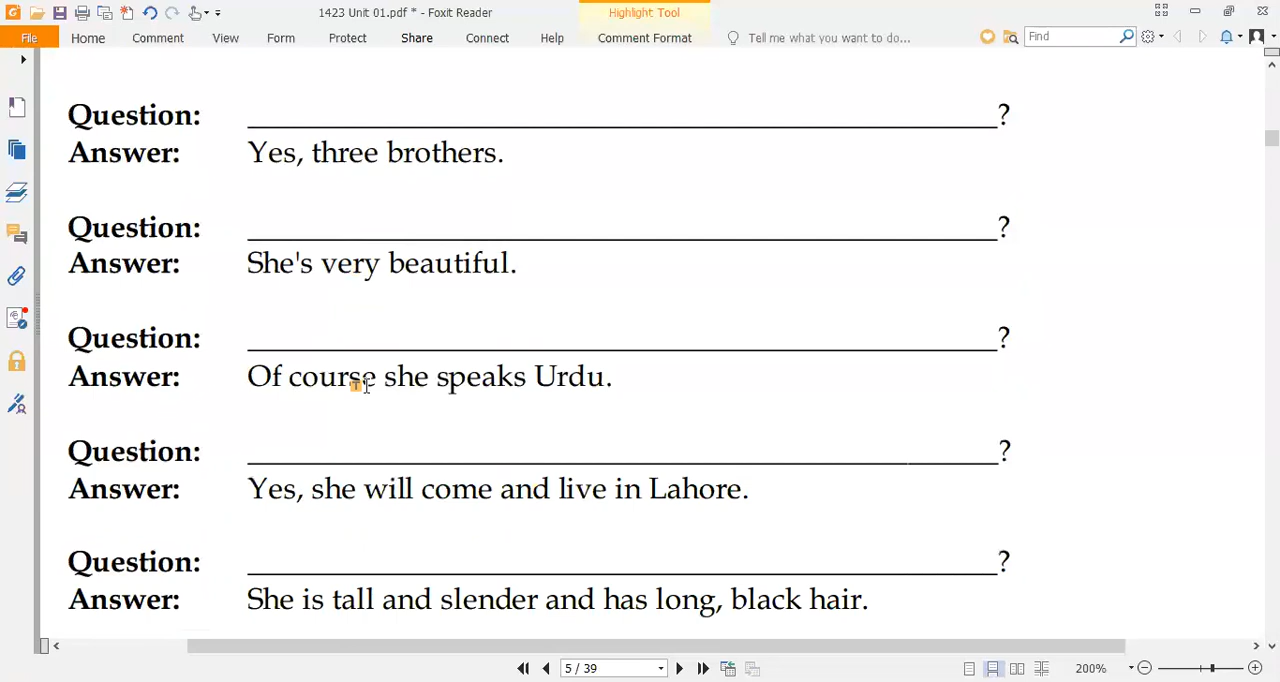 1423 Unit 01.pdf * - Foxit Reader
Highlight Tool
File Home Comment View Form Protect Share Connect Help Comment Format Tell me what you want to do... Find
Question: ?
Answer: Yes, three brothers.
Question: ?
Answer: She's very beautiful.
Question: ?
Answer: Of course she speaks Urdu.
Question: ?
Answer: Yes, she will come and live in Lahore.
Question: ?
Answer: She is tall and slender and has long, black hair.
5 / 39
200%